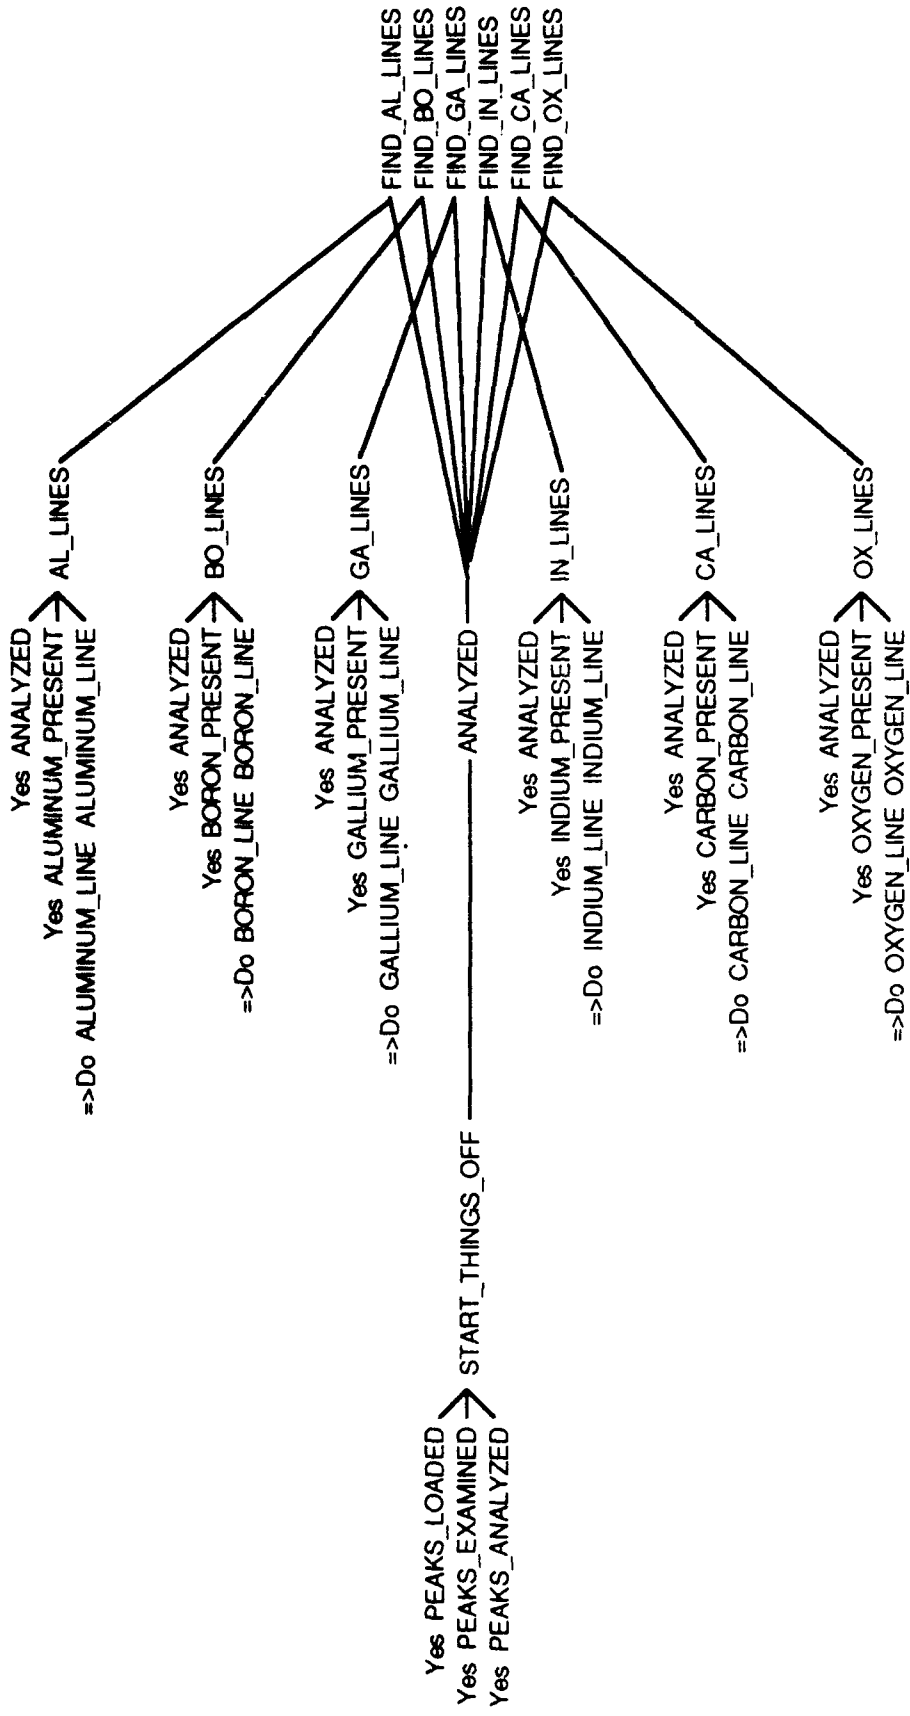 Yes PEAKS_LOADED
Yes PEAKS_EXAMINED
Yes PEAKS_ANALYZED
START_THINGS_OFF
Yes ANALYZED
Yes ALUMINUM_PRESENT
=>Do ALUMINUM_LINE ALUMINUM_LINE
AL_LINES
Yes ANALYZED
Yes BORON_PRESENT
=>Do BORON_LINE BORON_LINE
BO_LINES
Yes ANALYZED
Yes GALLIUM_PRESENT
=>Do GALLIUM_LINE GALLIUM_LINE
GA_LINES
ANALYZED
Yes ANALYZED
Yes INDIUM_PRESENT
=>Do INDIUM_LINE INDIUM_LINE
IN_LINES
Yes ANALYZED
Yes CARBON_PRESENT
=>Do CARBON_LINE CARBON_LINE
CA_LINES
Yes ANALYZED
Yes OXYGEN_PRESENT
=>Do OXYGEN_LINE OXYGEN_LINE
OX_LINES
FIND_AL_LINES
FIND_BO_LINES
FIND_GA_LINES
FIND_IN_LINES
FIND_CA_LINES
FIND_OX_LINES